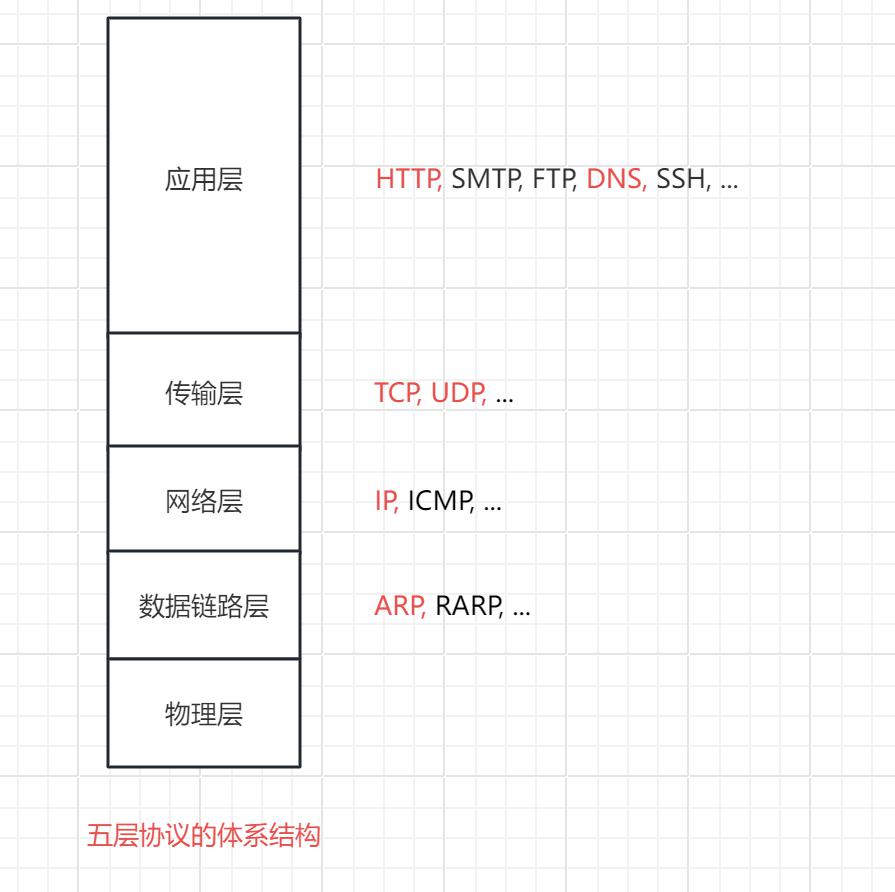 应用层
HTTP, SMTP, FTP, DNS, SSH, ...
传输层
TCP, UDP, ...
网络层
IP, ICMP, ...
数据链路层
ARP, RARP, ...
物理层
五层协议的体系结构